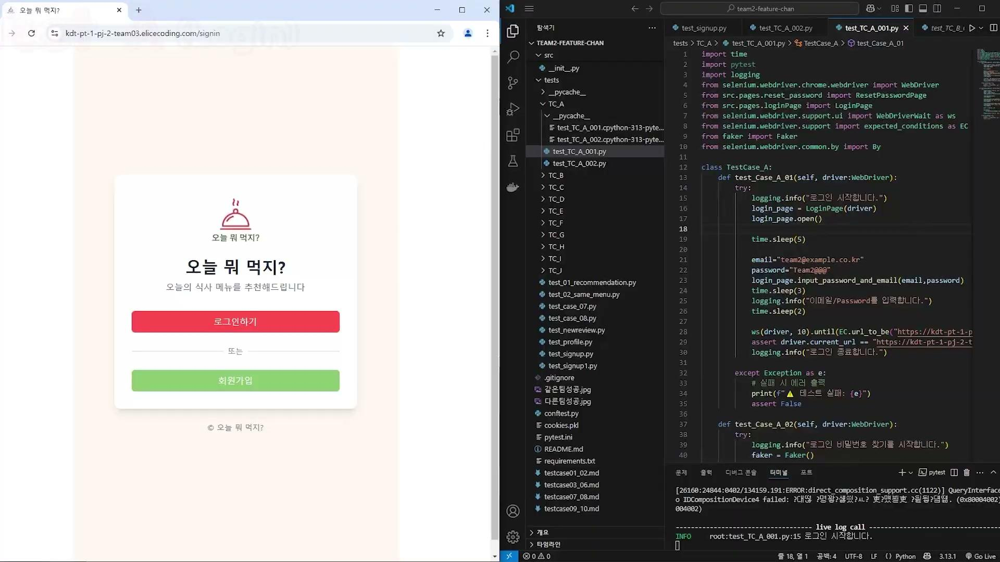 오늘 뭐 먹지?
kdt-pt-1-pj-2-team03.elicecoding.com/signin
오늘 뭐 먹지?
오늘 뭐 먹지?
오늘의 식사 메뉴를 추천해드립니다
로그인하기
또는
회원가입
© 오늘 뭐 먹지?
team2-feature-chan
탐색기
TEAM2-FEATURE-CHAN
src
__init__.py
tests
__pycache__
TC_A
__pycache__
test_TC_A_001.cpython-313-pyte...
test_TC_A_002.cpython-313-pyte...
test_TC_A_001.py
test_TC_A_002.py
TC_B
TC_C
TC_D
TC_E
TC_F
TC_G
TC_H
TC_I
TC_J
test_01_recommendation.py
test_02_same_menu.py
test_case_07.py
test_case_08.py
test_newreview.py
test_profile.py
test_signup.py
test_signup1.py
.gitignore
같은팀성공.jpg
다른팀성공.jpg
conftest.py
cookies.pkl
pytest.ini
README.md
requirements.txt
testcase01_02.md
testcase03_06.md
testcase07_08.md
testcase09_10.md
개요
타임라인
test_signup.py test_TC_A_002.py test_TC_A_001.py test_TC_B_
tests > TC_A > test_TC_A_001.py > TestCase_A > test_Case_A_01
1 import time
2 import pytest
3 import logging
4 from selenium.webdriver.chrome.webdriver import WebDriver
5 from src.pages.reset_password import ResetPasswordPage
6 from src.pages.loginPage import LoginPage
7 from selenium.webdriver.support.ui import WebDriverWait as ws
8 from selenium.webdriver.support import expected_conditions as EC
9 from faker import Faker
10 from selenium.webdriver.common.by import By
11
12 class TestCase_A:
13 def test_Case_A_01(self, driver:WebDriver):
14 try:
15 logging.info("로그인 시작합니다.")
16 login_page = LoginPage(driver)
17 login_page.open()
18
19 time.sleep(5)
20
21 email="team2@example.co.kr"
22 password="Team2@@@"
23 login_page.input_password_and_email(email,password)
24 time.sleep(3)
25 logging.info("이메일/Password를 입력합니다.")
26 time.sleep(2)
27
28 ws(driver, 10).until(EC.url_to_be("https://kdt-pt-1-p
29 assert driver.current_url == "https://kdt-pt-1-pj-2-t
30 logging.info("로그인 종료합니다.")
31
32 except Exception as e:
33 # 실패 시 에러 출력
34 print(f"⚠ 테스트 실패: {e}")
35 assert False
36
37 def test_Case_A_02(self, driver:WebDriver):
38 try:
39 logging.info("로그인 비밀번호 찾기를 시작합니다.")
40 faker = Faker()
문제 출력 디버그 콘솔 터미널 포트 pytest
[26160:24844:0402/134159.191:ERROR:direct_composition_support.cc(1122)] QueryInterface
o IDCompositionDevice4 failed: (0x80004002)
004002)
live log call
INFO root:test_TC_A_001.py:15 로그인 시작합니다.
0 0 줄 18, 열 1 공백: 4 UTF-8 LF {} Python 3.13.1 Go Live